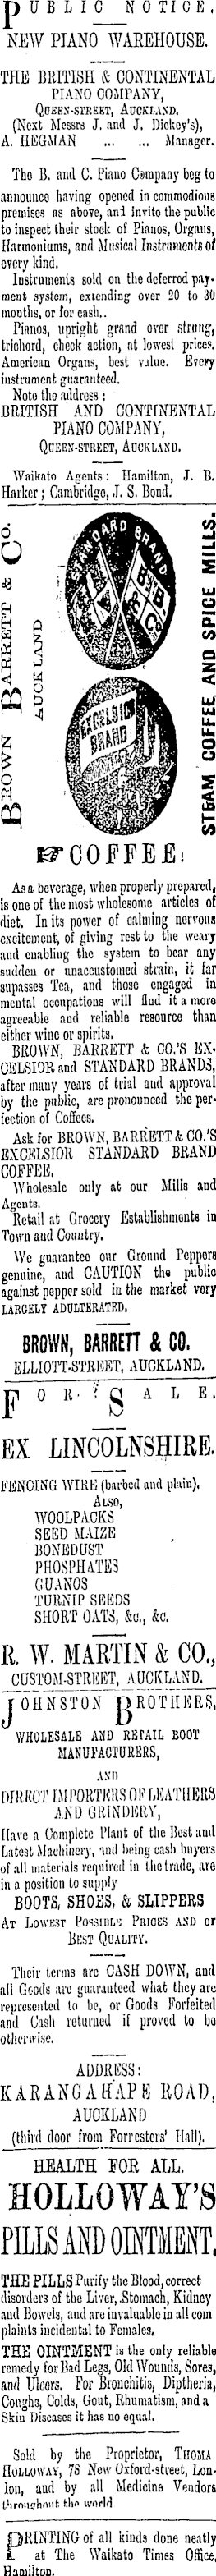 PUBLIC NOTICE.
NEW PIANO WAREHOUSE.
THE BRITISH & CONTINENTAL
PIANO COMPANY,
QUEEN-STREET, AUCKLAND.
(Next Messrs J. and J. Dickey's),
A. HEGMAN ... ... Manager.
The B. and C. Piano Company beg to
announce having opened in commodious
premises as above, and invite the public
to inspect their stock of Pianos, Organs,
Harmoniums, and Musical Instruments of
every kind.
Instruments sold on the deferred pay-
ment system, extending over 20 to 30
months, or for cash..
Pianos, upright grand over strung,
trichord, check action, at lowest prices.
American Organs, best value. Every
instrument guaranteed.
Note the address :
BRITISH AND CONTINENTAL
PIANO COMPANY,
QUEEN-STREET, AUCKLAND.
Waikato Agents : Hamilton, J. B.
Harker ; Cambridge, J. S. Bond.
BROWN BARRETT & CO.
AUCKLAND
STANDARD BRAND
EXCELSIOR
BRAND
STEAM COFFEE AND SPICE MILLS.
☞ COFFEE!
As a beverage, when properly prepared,
is one of the most wholesome articles of
diet. In its power of calming nervous
excitement, of giving rest to the weary
and enabling the system to bear any
sudden or unaccustomed strain, it far
supasses Tea, and those engaged in
mental occupations will find it a more
agreeable and reliable resource than
either wine or spirits.
BROWN, BARRETT & CO.'S EX-
CELSIOR and STANDARD BRANDS,
after many years of trial and approval
by the public, are pronounced the per-
fection of Coffees.
Ask for BROWN, BARRETT & CO.'S
EXCELSIOR STANDARD BRAND
COFFEE.
Wholesale only at our Mills and
Agents.
Retail at Grocery Establishments in
Town and Country.
We guarantee our Ground Peppers
genuine, and CAUTION the public
against pepper sold in the market very
LARGELY ADULTERATED.
BROWN, BARRETT & CO.
ELLIOTT-STREET, AUCKLAND.
FOR SALE.
EX LINCOLNSHIRE.
FENCING WIRE (barbed and plain).
ALSO,
WOOLPACKS
SEED MAIZE
BONEDUST
PHOSPHATES
GUANOS
TURNIP SEEDS
SHORT OATS, &c., &c.
R. W. MARTIN & CO.,
CUSTOM-STREET, AUCKLAND.
JOHNSTON BROTHERS,
WHOLESALE AND RETAIL BOOT
MANUFACTURERS,
AND
DIRECT IMPORTERS OF LEATHERS
AND GRINDERY,
Have a Complete Plant of the Best and
Latest Machinery, and being cash buyers
of all materials required in the trade, are
in a position to supply
BOOTS, SHOES, & SLIPPERS
AT LOWEST POSSIBLE PRICES AND OF
BEST QUALITY.
Their terms are CASH DOWN, and
all Goods are guaranteed what they are
represented to be, or Goods Forfeited
and Cash returned if proved to be
otherwise.
ADDRESS:
KARANGAHAPE ROAD,
AUCKLAND
(third door from Forresters' Hall).
HEALTH FOR ALL.
HOLLOWAY'S
PILLS AND OINTMENT.
THE PILLS Purify the Blood, correct
disorders of the Liver, .Stomach, Kidney
and Bowels, and are invaluable in all com
plaints incidental to Females.
THE OINTMENT is the only reliable
remedy for Bad Legs, Old Wounds, Sores,
and Ulcers. For Bronchitis, Diptheria,
Coughs, Colds, Gout, Rhumatism, and a
Skin Diseases it has no equal.
Sold by the Proprietor, THOMA
HOLLOWAY, 78 New Oxford-street, Lon-
lon, and by all Medicine Vendors
throughout the world
PRINTING of all kinds done neatly
at The Waikato Times Office,
Hamilton.